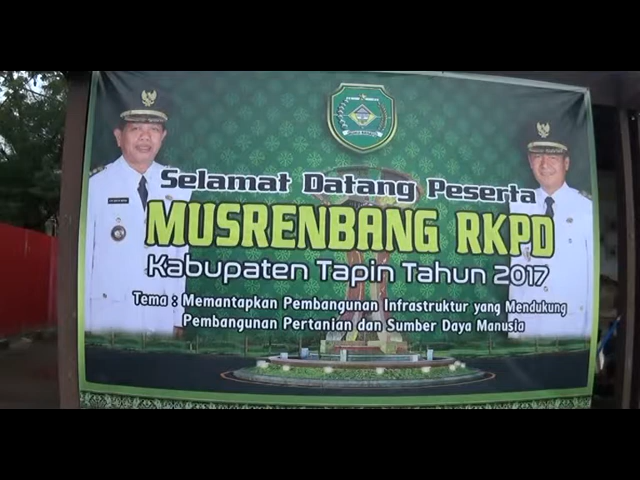 Selamat Datang Peserta
MUSRENBANG RKPD
Kabupaten Tapin Tahun 2017
Tema : Memantapkan Pembangunan Infrastruktur yang Mendukung
Pembangunan Pertanian dan Sumber Daya Manusia